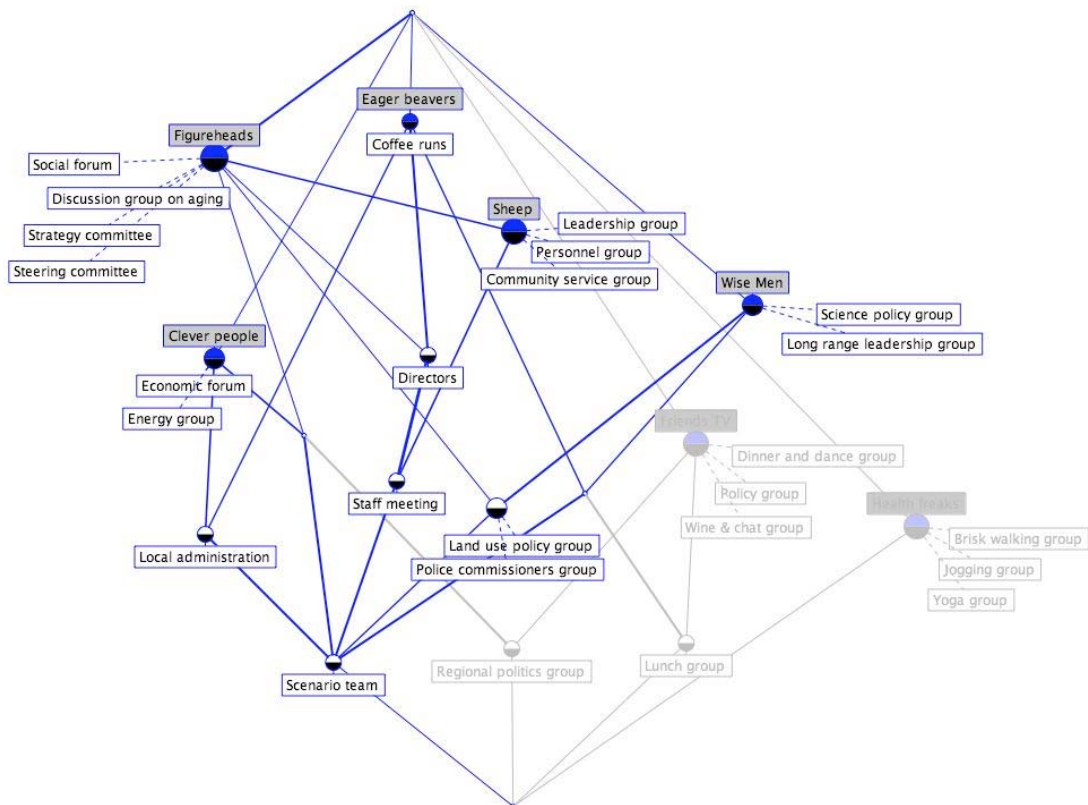 Eager beavers
Figureheads
Coffee runs
Social forum
Discussion group on aging
Strategy committee
Steering committee
Sheep
Leadership group
Personnel group
Community service group
Wise Men
Science policy group
Long range leadership group
Clever people
Economic forum
Energy group
Directors
Friends TV
Dinner and dance group
Policy group
Wine & chat group
Staff meeting
Health freaks
Brisk walking group
Jogging group
Yoga group
Land use policy group
Police commissioners group
Local administration
Regional politics group
Lunch group
Scenario team